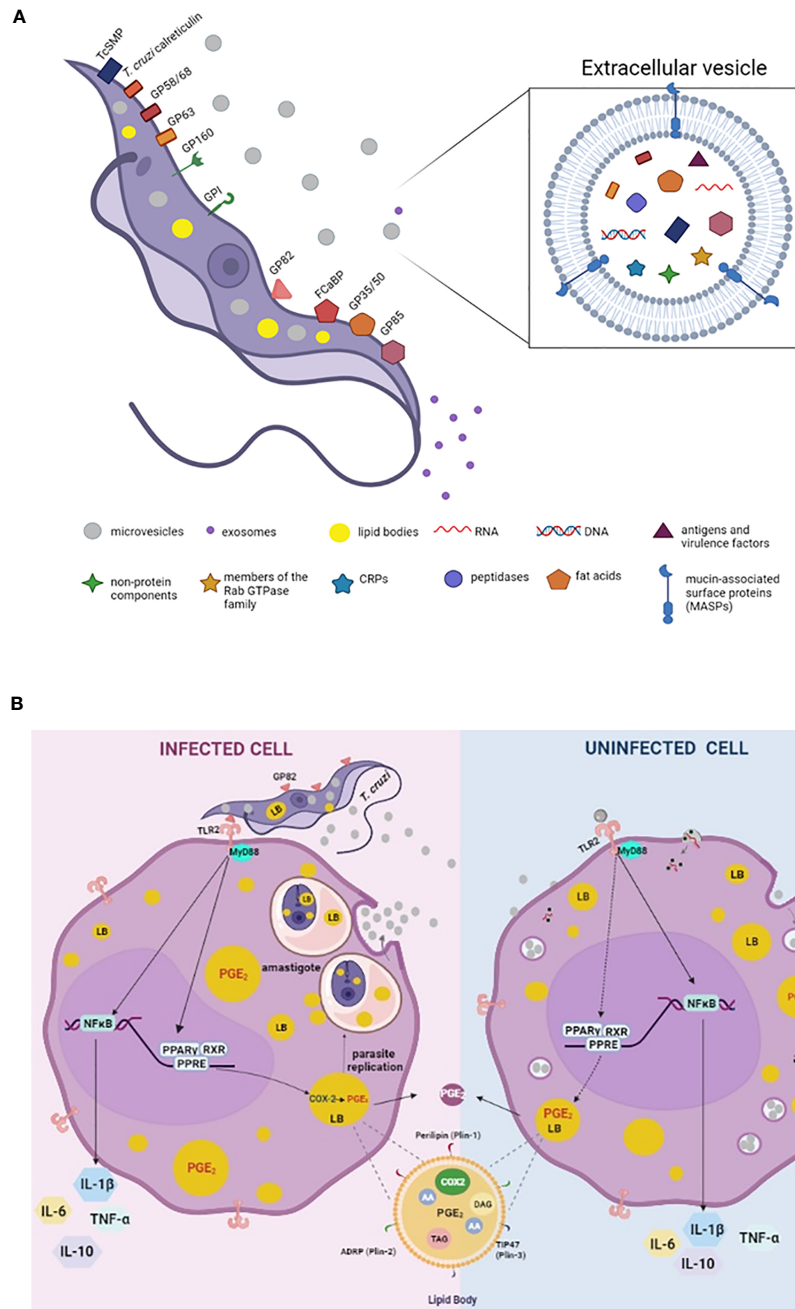 A
TcSMP
T. cruzi calreticulin
GP58/68
GP63
GP160
GPI
GP82
FCaBP
GP35/50
GP85
Extracellular vesicle
microvesicles
exosomes
lipid bodies
RNA
DNA
antigens and
virulence factors
non-protein
components
members of the
Rab GTPase
family
CRPs
peptidases
fat acids
mucin-associated
surface proteins
(MASPs)
B
INFECTED CELL
UNINFECTED CELL
GP82
T. cruzi
LB
TLR2
MyD88
LB
LB
LB
amastigote
PGE₂
LB
NFκB
PPARγ RXR
PPRE
parasite
replication
COX-2 PGE₂
LB
PGE₂
IL-1β
IL-6
TNF-α
IL-10
TLR2
MyD88
LB
LB
LB
NFκB
PPARγ RXR
PPRE
PGE₂
LB
PGE₂
IL-1β
IL-6
TNF-α
IL-10
Perilipin (Plin-1)
COX2
AA
DAG
PGE₂
AA
TAG
ADRP (Plin-2)
TIP47
(Plin-3)
Lipid Body